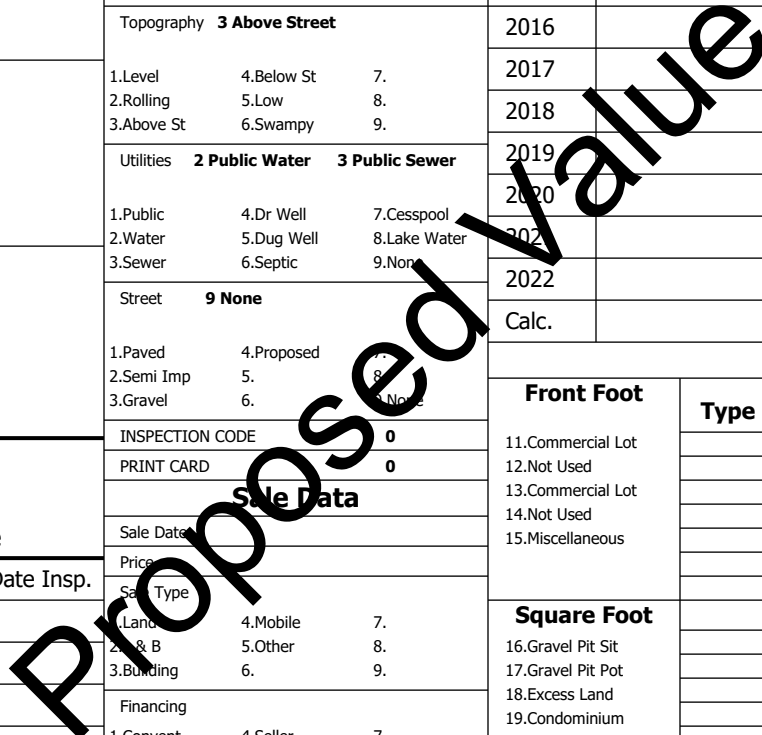 Topography 3 Above Street
1.Level 4.Below St 7.
2.Rolling 5.Low 8.
3.Above St 6.Swampy 9.
Utilities 2 Public Water 3 Public Sewer
1.Public 4.Dr Well 7.Cesspool
2.Water 5.Dug Well 8.Lake Water
3.Sewer 6.Septic 9.None
Street 9 None
1.Paved 4.Proposed 7.
2.Semi Imp 5. 8.
3.Gravel 6. 9.None
INSPECTION CODE 0
PRINT CARD 0
Sale Data
Sale Date
Price
Sale Type
1.Land 4.Mobile 7.
2.L & B 5.Other 8.
3.Building 6. 9.
Financing
1.Convent 4.Seller 7.
Date Insp.
2016
2017
2018
2019
2020
2021
2022
Calc.
Front Foot
Type
11.Commercial Lot
12.Not Used
13.Commercial Lot
14.Not Used
15.Miscellaneous
Square Foot
16.Gravel Pit Sit
17.Gravel Pit Pot
18.Excess Land
19.Condominium
Proposed Value